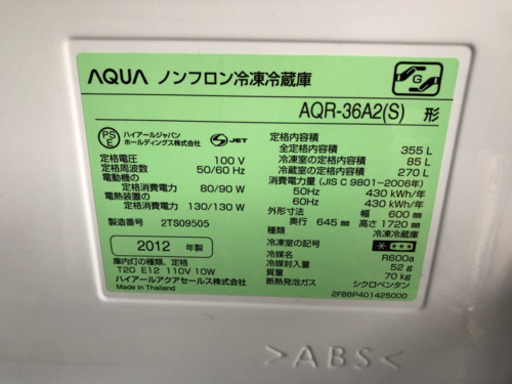 AQUA ノンフロン冷凍冷蔵庫
G
AQR-36A2(S) 形
PS E ハイアールジャパン
ホールディングス株式会社
JET
定格電圧 100 V
定格周波数 50/60 Hz
電動機の
定格消費電力 80/90 W
電熱装置の
定格消費電力 130/130 W
製造番号 2TS09505
2012 年製
庫内灯の種類、定格
T20 E12 110V 10W
ハイアールアクアセールス株式会社
Made in Thailand
定格内容積
全定格内容積 355 L
冷凍室の定格内容積 85 L
冷蔵室の定格内容積 270 L
消費電力量 (JIS C 9801-2006年)
50Hz 430 kWh/年
60Hz 430 kWh/年
外形寸法 幅 600 mm
奥行 645 mm 高さ 1720 mm
種類 冷凍冷蔵庫
冷凍室の記号
冷媒名 R600a
冷媒封入量 52 g
質量 70 kg
断熱発泡ガス シクロペンタン
2FB6P401425000
>ABS<